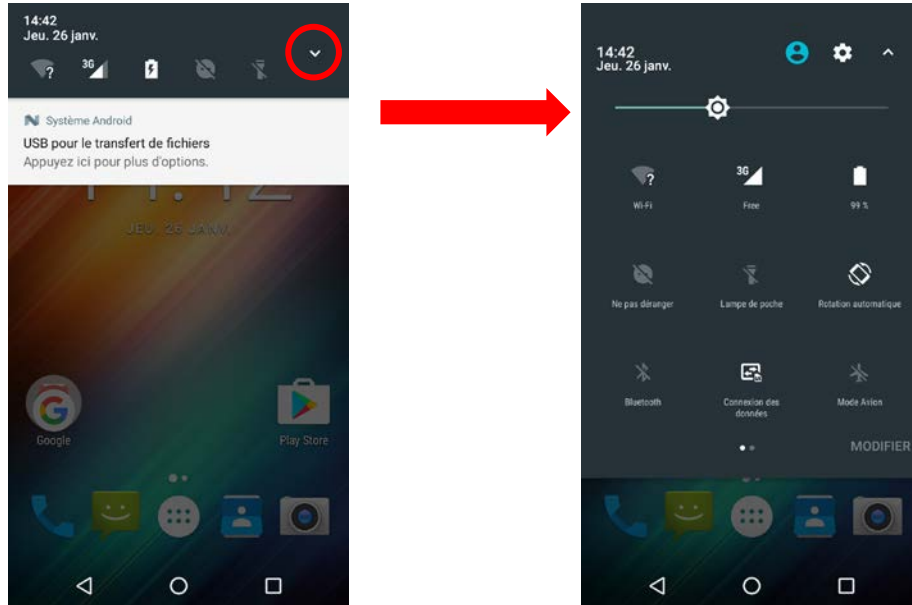 14:42
Jeu. 26 janv.
?
3G
Système Android
USB pour le transfert de fichiers
Appuyez ici pour plus d'options.
JEU. 26 JANV.
Google
Play Store
14:42
Jeu. 26 janv.
?
3G
Wi-Fi
Free
99 %
Ne pas déranger
Lampe de poche
Rotation automatique
Bluetooth
Connexion des
données
Mode Avion
MODIFIER